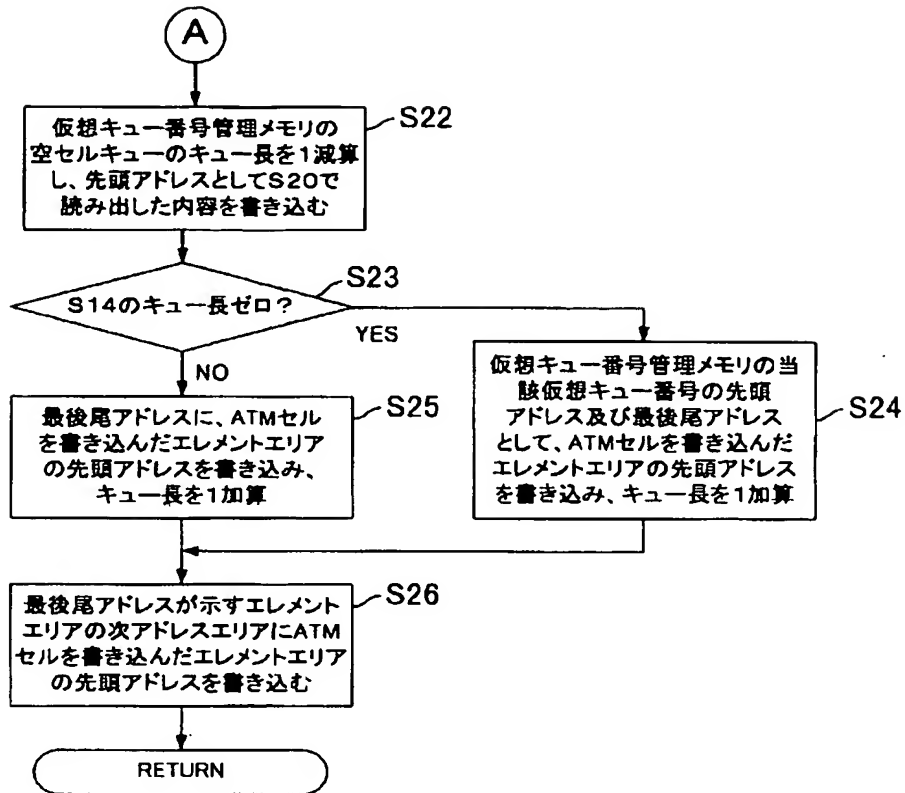 A
S22
仮想キュー番号管理メモリの
空セルキューのキュー長を1減算
し、先頭アドレスとしてS20で
読み出した内容を書き込む
S23
S14のキュー長ゼロ?
YES
NO
S25
最後尾アドレスに、ATMセル
を書き込んだエレメントエリア
の先頭アドレスを書き込み、
キュー長を1加算
S24
仮想キュー番号管理メモリの当
該仮想キュー番号の先頭
アドレス及び最後尾アドレス
として、ATMセルを書き込んだ
エレメントエリアの先頭アドレス
を書き込み、キュー長を1加算
S26
最後尾アドレスが示すエレメント
エリアの次アドレスエリアにATM
セルを書き込んだエレメントエリア
の先頭アドレスを書き込む
RETURN